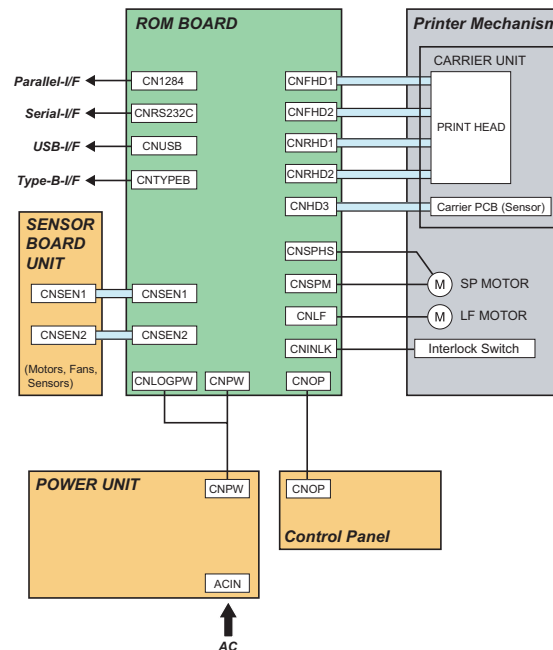 ROM BOARD
Printer Mechanism
CARRIER UNIT
Parallel-I/F
CN1284
CNFHD1
Serial-I/F
CNRS232C
CNFHD2
PRINT HEAD
USB-I/F
CNUSB
CNRHD1
Type-B-I/F
CNTYPEB
CNRHD2
CNHD3
Carrier PCB (Sensor)
SENSOR
BOARD
UNIT
CNSPHS
CNSEN1
CNSEN1
CNSPM
M
SP MOTOR
CNLF
M
LF MOTOR
CNSEN2
CNSEN2
CNINLK
Interlock Switch
(Motors, Fans,
Sensors)
CNLOGPW
CNPW
CNOP
POWER UNIT
CNPW
CNOP
Control Panel
ACIN
AC